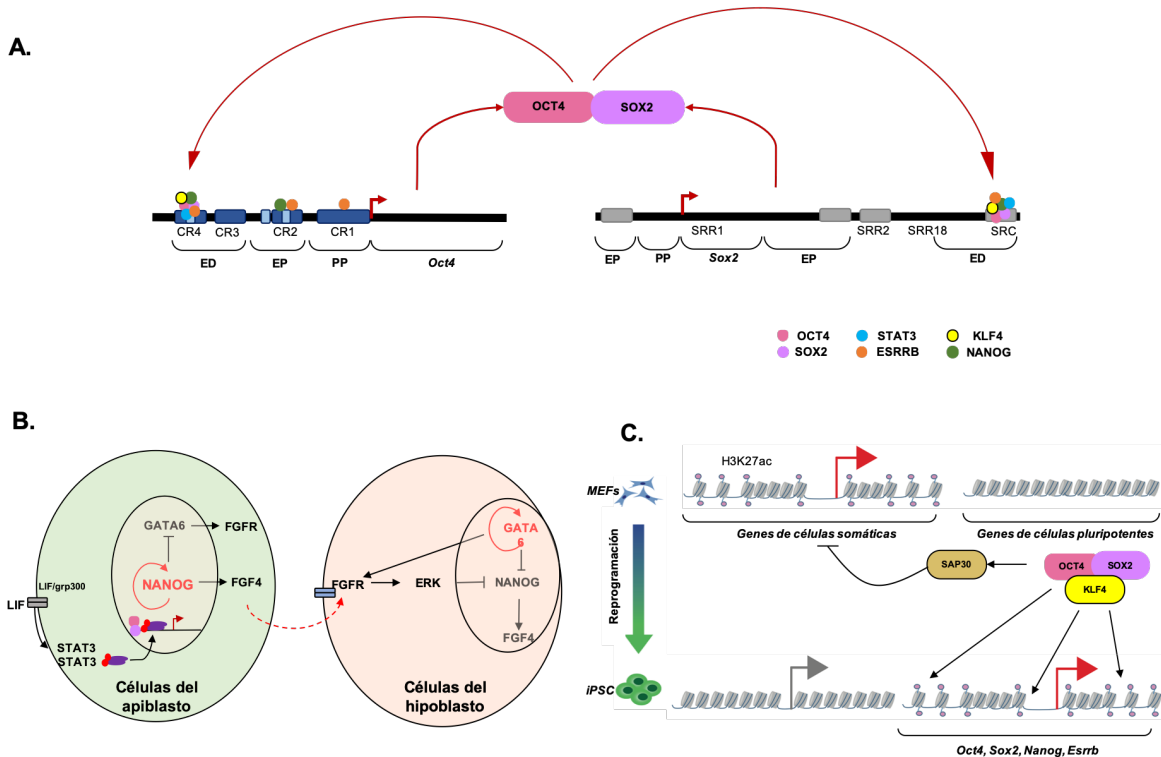 A.
OCT4
SOX2
CR4
CR3
CR2
CR1
ED
EP
PP
Oct4
SRR1
SRR2
SRR18
SRC
EP
PP
Sox2
EP
ED
OCT4
STAT3
KLF4
SOX2
ESRRB
NANOG
B.
GATA6
FGFR
NANOG
FGF4
LIF/grp300
LIF
STAT3
STAT3
Células del
apiblasto
GATA
6
FGFR
ERK
NANOG
FGF4
Células del
hipoblasto
C.
H3K27ac
MEFs
Genes de células somáticas
Genes de células pluripotentes
Reprogramación
SAP30
OCT4
SOX2
KLF4
iPSC
Oct4, Sox2, Nanog, Esrrb